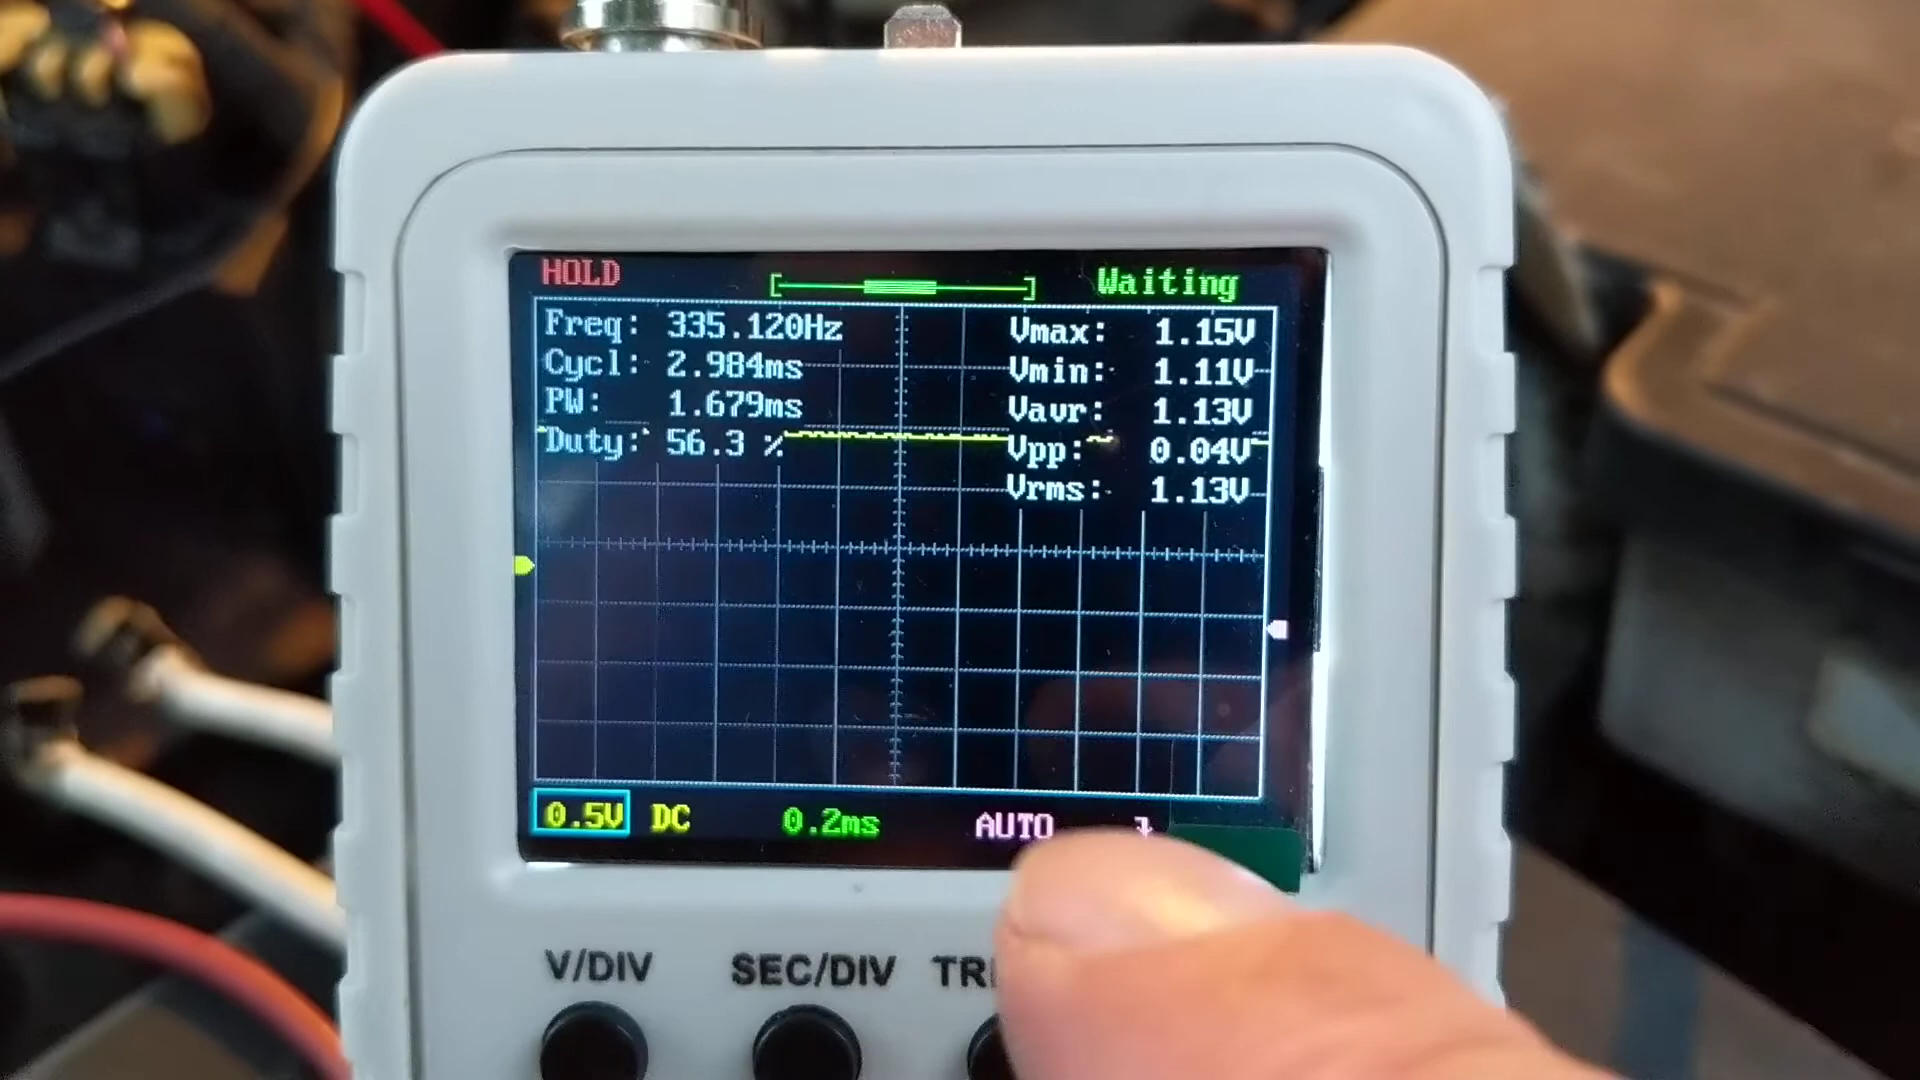 HOLD Waiting
Freq: 335.120Hz Vmax: 1.15V
Cycl: 2.984ms Vmin: 1.11V
PW: 1.679ms Vavr: 1.13V
Duty: 56.3 % Vpp: 0.04V
Vrms: 1.13V
0.5V DC 0.2ms AUTO
V/DIV SEC/DIV